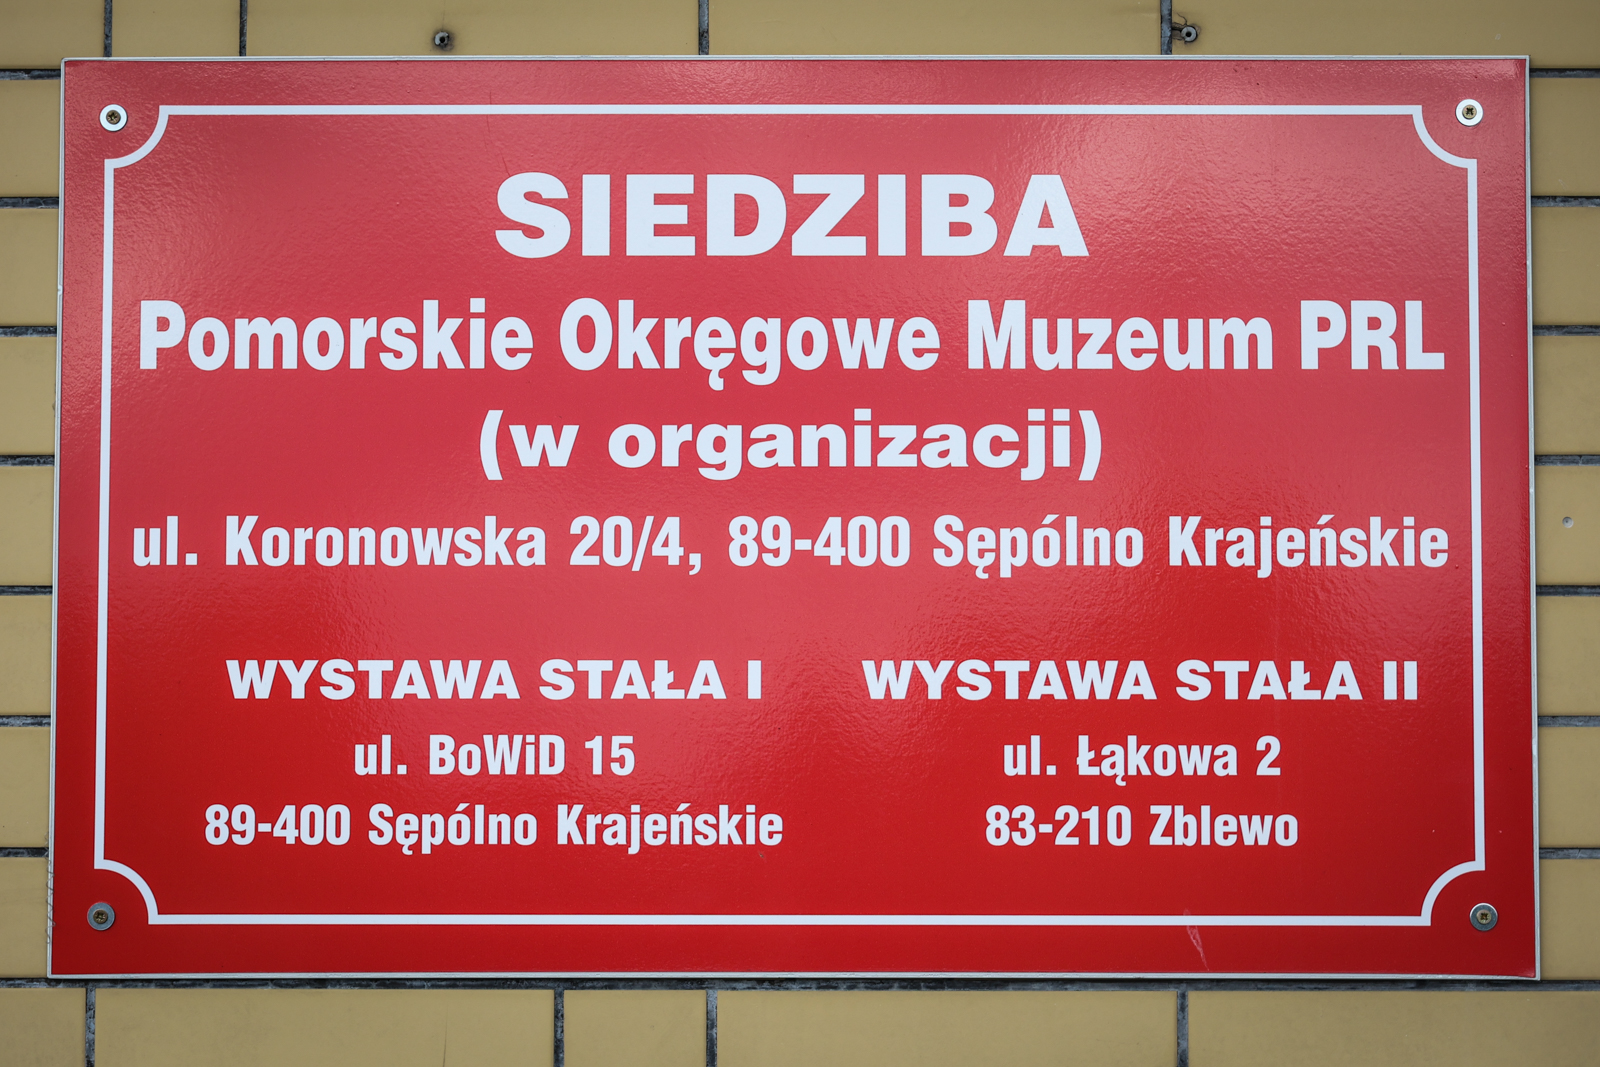 SIEDZIBA
Pomorskie Okręgowe Muzeum PRL
(w organizacji)
ul. Koronowska 20/4, 89-400 Sępólno Krajeńskie
WYSTAWA STAŁA I
ul. BoWiD 15
89-400 Sępólno Krajeńskie
WYSTAWA STAŁA II
ul. Łąkowa 2
83-210 Zblewo